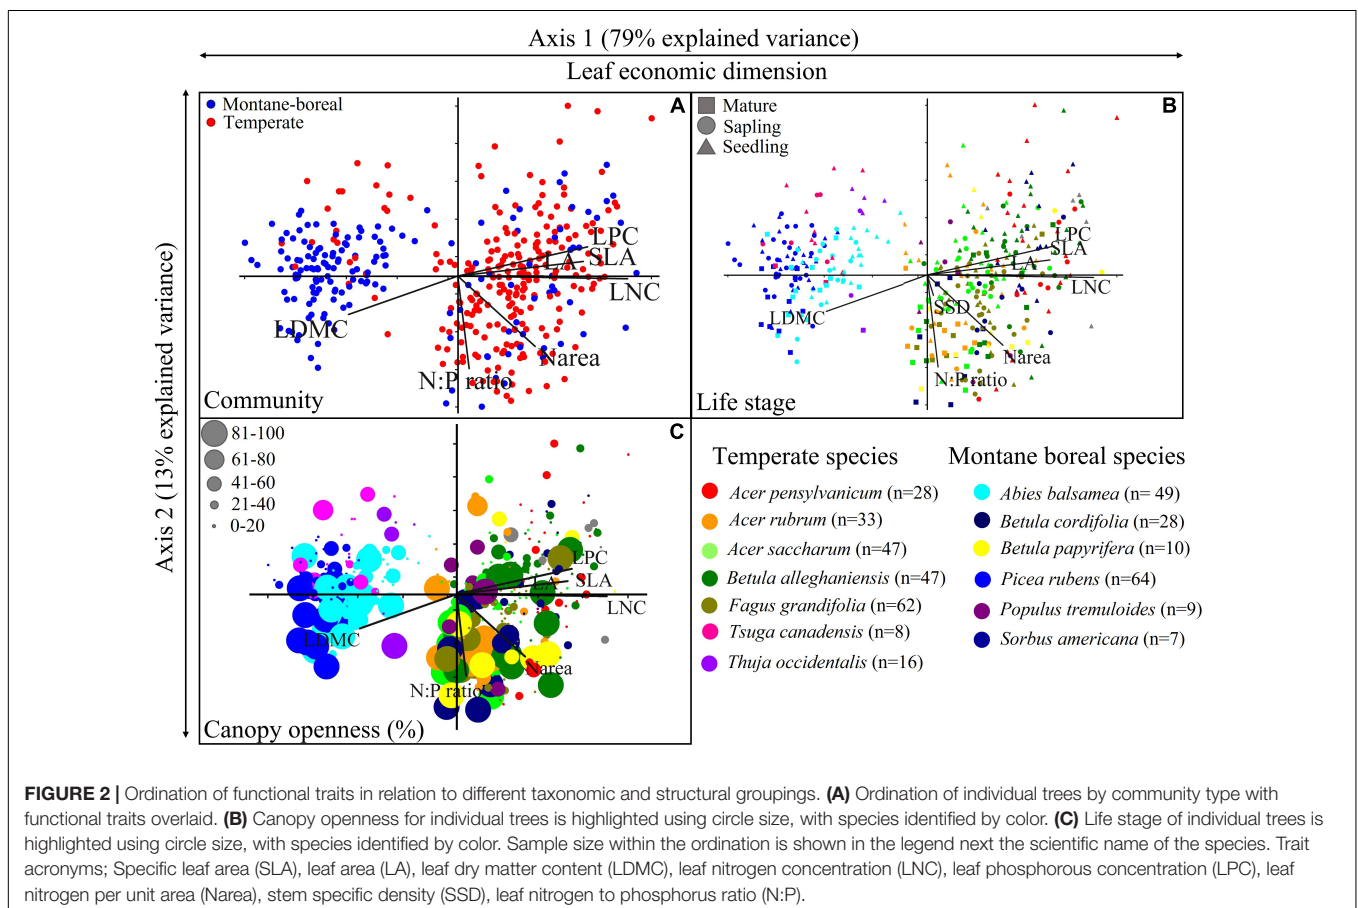 Axis 1 (79% explained variance)
Leaf economic dimension
Axis 2 (13% explained variance)
Montane-boreal
Temperate
A
LPC
SLA
LA
LNC
LDMC
Narea
N:P ratio
Community
B
Mature
Sapling
Seedling
LPC
SLA
LA
LNC
SSD
LDMC
Narea
N:P ratio
Life stage
C
81-100
61-80
41-60
21-40
0-20
LPC
SLA
LA
LNC
LDMC
Narea
N:P ratio
Canopy openness (%)
Temperate species
Acer pensylvanicum (n=28)
Acer rubrum (n=33)
Acer saccharum (n=47)
Betula alleghaniensis (n=47)
Fagus grandifolia (n=62)
Tsuga canadensis (n=8)
Thuja occidentalis (n=16)
Montane boreal species
Abies balsamea (n= 49)
Betula cordifolia (n=28)
Betula papyrifera (n=10)
Picea rubens (n=64)
Populus tremuloides (n=9)
Sorbus americana (n=7)
FIGURE 2 | Ordination of functional traits in relation to different taxonomic and structural groupings. (A) Ordination of individual trees by community type with
functional traits overlaid. (B) Canopy openness for individual trees is highlighted using circle size, with species identified by color. (C) Life stage of individual trees is
highlighted using circle size, with species identified by color. Sample size within the ordination is shown in the legend next the scientific name of the species. Trait
acronyms; Specific leaf area (SLA), leaf area (LA), leaf dry matter content (LDMC), leaf nitrogen concentration (LNC), leaf phosphorous concentration (LPC), leaf
nitrogen per unit area (Narea), stem specific density (SSD), leaf nitrogen to phosphorus ratio (N:P).